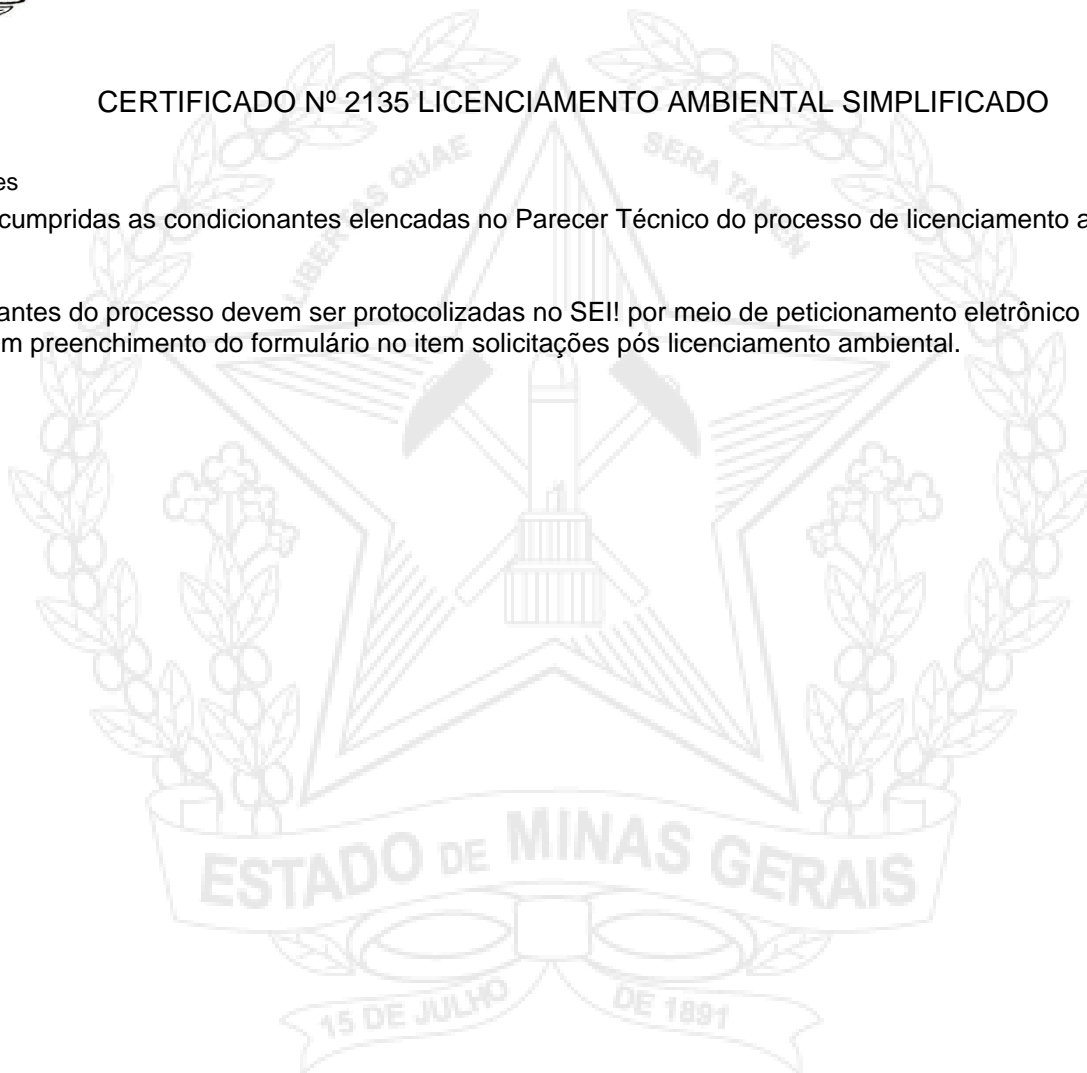 CERTIFICADO Nº 2135 LICENCIAMENTO AMBIENTAL SIMPLIFICADO
es
cumpridas as condicionantes elencadas no Parecer Técnico do processo de licenciamento a
antes do processo devem ser protocolizadas no SEI! por meio de peticionamento eletrônico
m preenchimento do formulário no item solicitações pós licenciamento ambiental.
LIBERTAS QUAE SERA TAMEN
ESTADO DE MINAS GERAIS
15 DE JULHO DE 1891